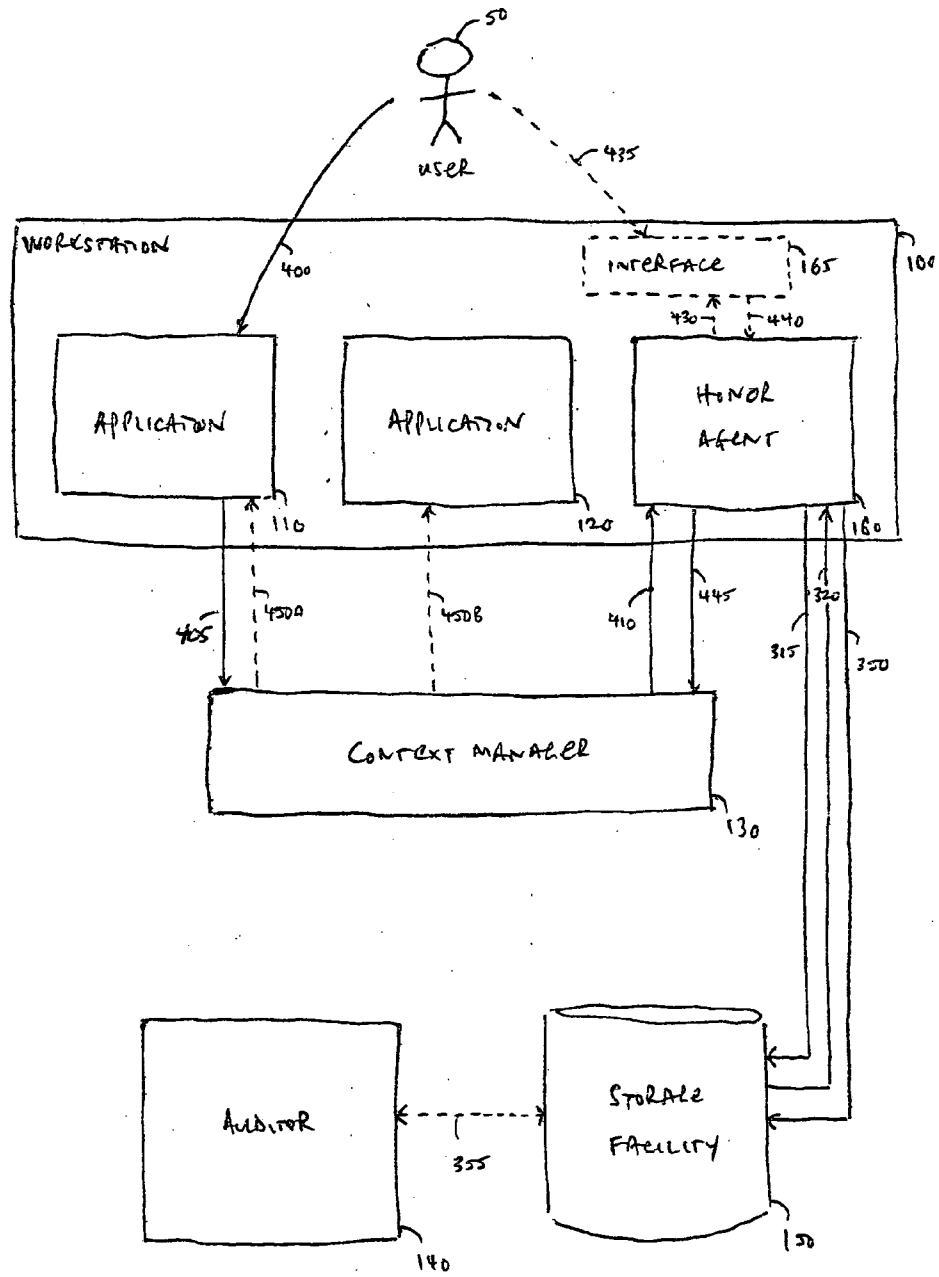 50
USER
435
WORKSTATION
400
INTERFACE
165
100
430
440
APPLICATION
APPLICATION
HONOR
AGENT
110
120
160
405
450A
450B
410
445
315
320
350
CONTEXT MANAGER
130
AUDITOR
355
STORAGE
FACILITY
140
150